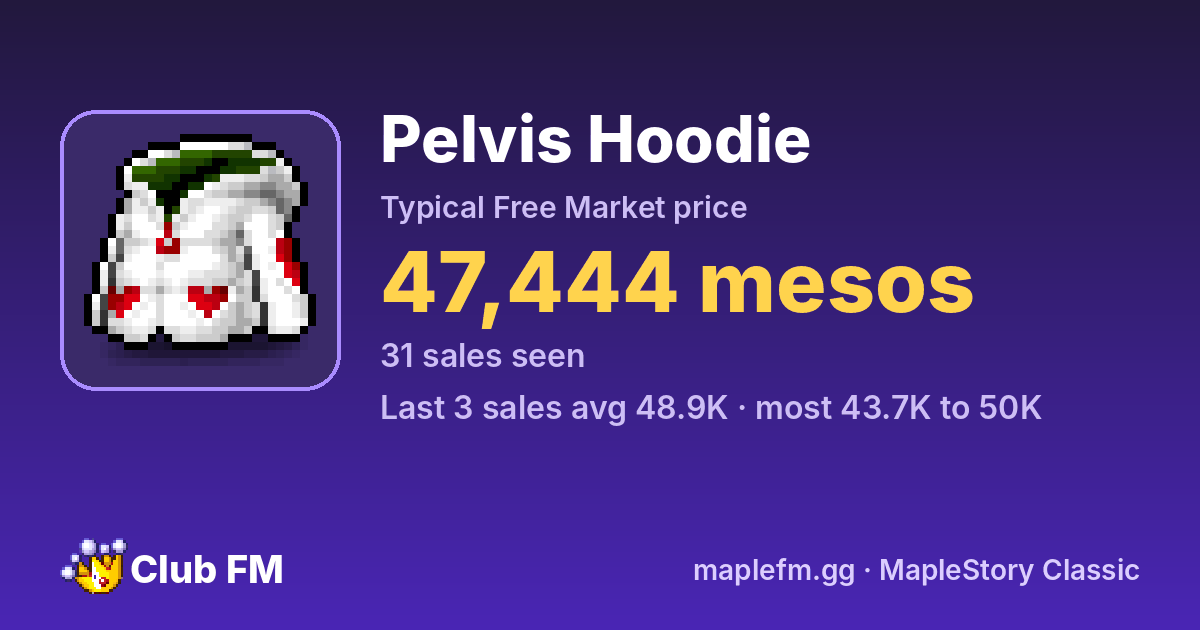 Pelvis Hoodie
Typical Free Market price
47,444 mesos
31 sales seen
Last 3 sales avg 48.9K · most 43.7K to 50K
Club FM
maplefm.gg · MapleStory Classic